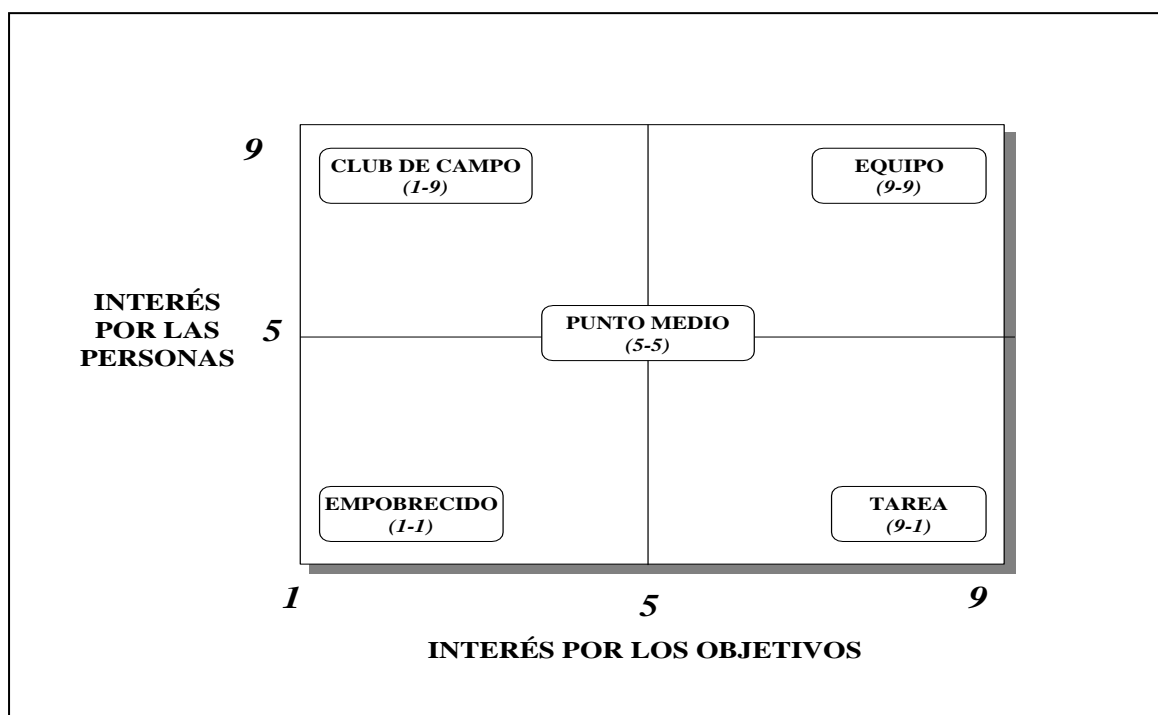 9
CLUB DE CAMPO
(1-9)
EQUIPO
(9-9)
INTERÉS
POR LAS
PERSONAS
5
PUNTO MEDIO
(5-5)
EMPOBRECIDO
(1-1)
TAREA
(9-1)
1
5
9
INTERÉS POR LOS OBJETIVOS